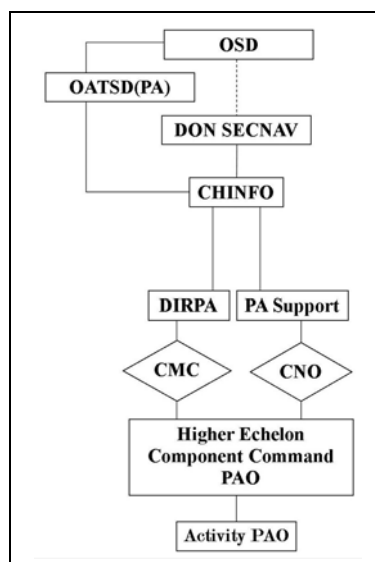 OSD
OATSD(PA)
DON SECNAV
CHINFO
DIRPA
PA Support
CMC
CNO
Higher Echelon
Component Command
PAO
Activity PAO